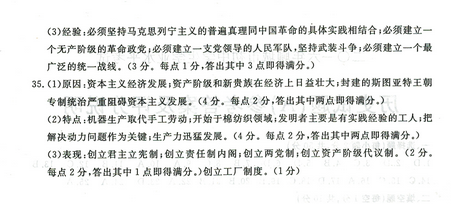 (3)经验:必须坚持马克思列宁主义的普遍真理同中国革命的具体实践相结合;必须建立一
个无产阶级的革命政党;必须建立一支党领导的人民军队,坚持武装斗争;必须建立一个最
广泛的统一战线。(3分。每点1分,答出其中3点即得满分。)
35.(1)原因:资本主义经济发展;资产阶级和新贵族在经济上日益壮大;封建的斯图亚特王朝
专制统治严重阻碍资本主义发展。(4分。每点2分,答出其中两点即得满分。)
(2)特点:机器生产取代手工劳动;开始于棉纺织领域;发明者主要是有实践经验的工人;把
解决动力问题作为关键;生产力迅猛发展。(4分。每点2分,答出其中两点即得满分。)
(3)表现:创立君主立宪制;创立责任制内阁;创立两党制;创立资产阶级代议制。(2分。
每点2分,答出其中1点即得满分。)创立工厂制度。(1分)